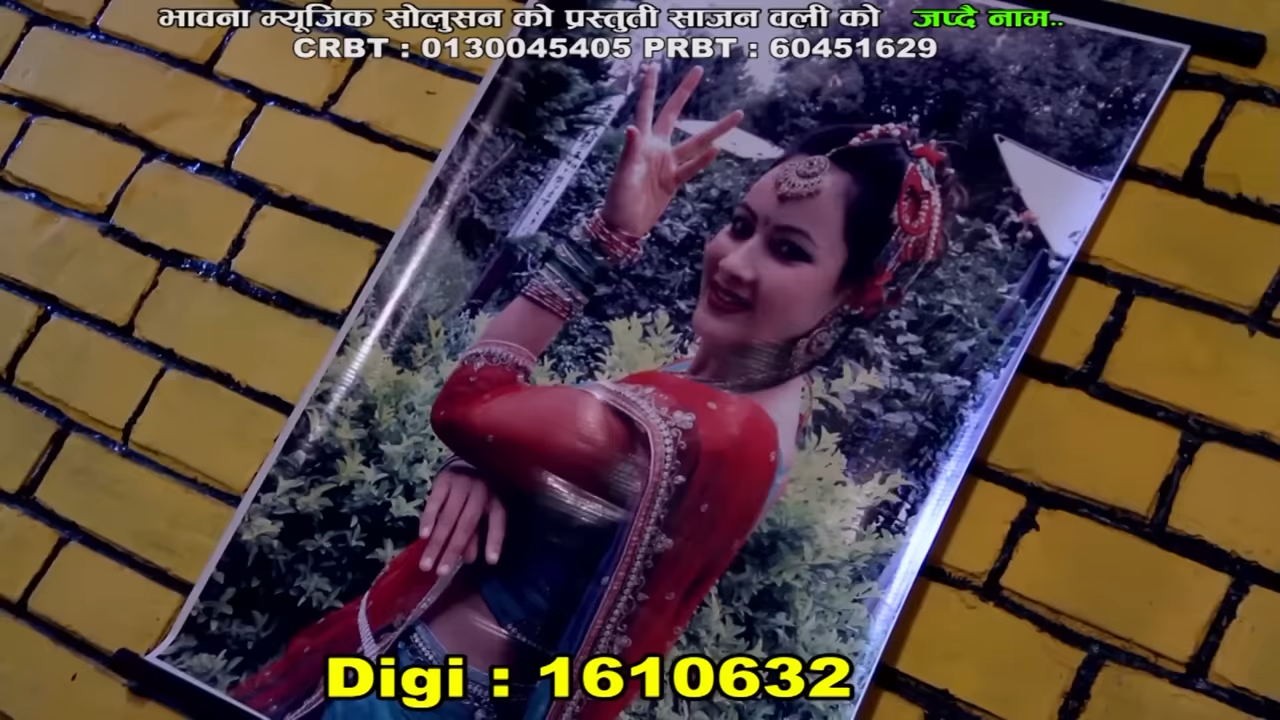 भावना म्यूजिक सोलुसन को प्रस्तुती साजन वली को जप्दै नाम..
CRBT : 0130045405 PRBT : 60451629
Digi : 1610632